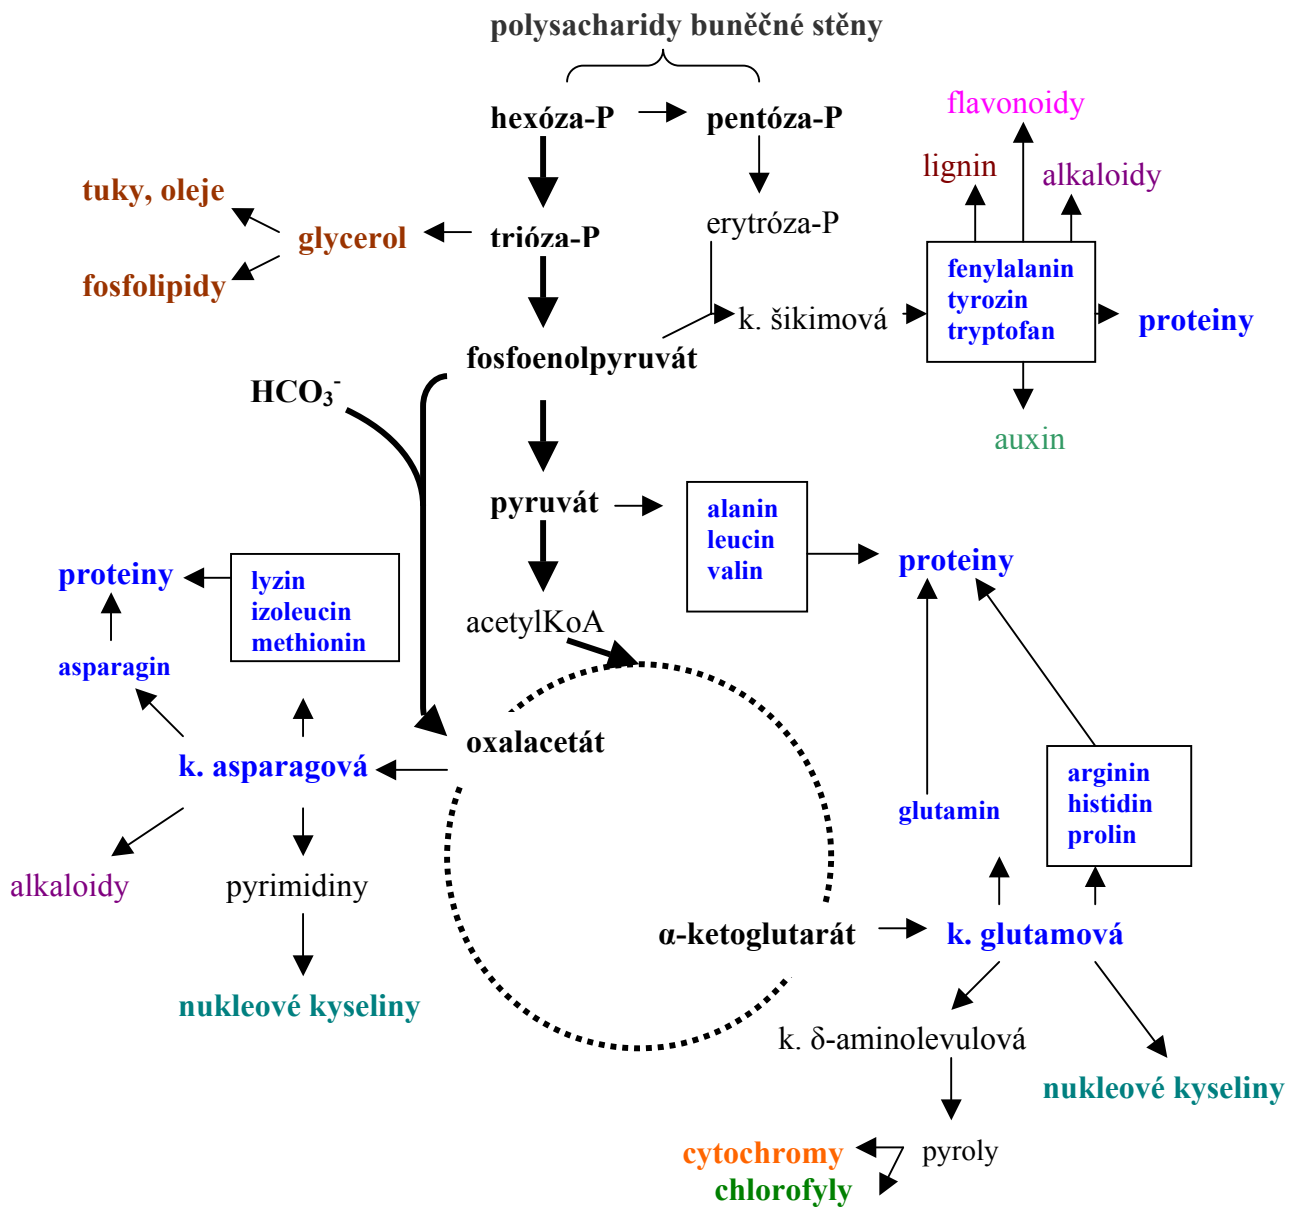 polysacharidy buněčné stěny
hexóza-P
pentóza-P
flavonoidy
lignin
alkaloidy
tuky, oleje
glycerol
trióza-P
erytróza-P
fosfolipidy
fenylalanin
tyrozin
tryptofan
k. šikimová
proteiny
fosfoenolpyruvát
HCO₃⁻
auxin
pyruvát
alanin
leucin
valin
proteiny
proteiny
lyzin
izoleucin
methionin
acetylKoA
asparagin
oxalacetát
k. asparagová
arginin
histidin
prolin
glutamin
alkaloidy
pyrimidiny
α-ketoglutarát
k. glutamová
nukleové kyseliny
k. δ-aminolevulová
nukleové kyseliny
cytochromy
pyroly
chlorofyly